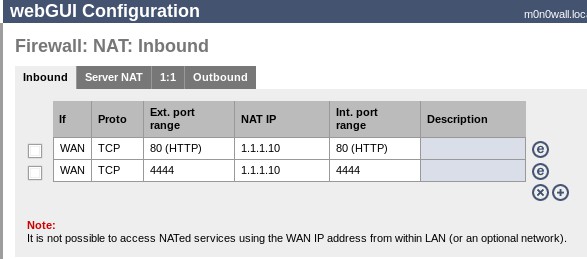 webGUI Configuration
m0n0wall.loc
Firewall: NAT: Inbound
Inbound Server NAT 1:1 Outbound
If Proto Ext. port range NAT IP Int. port range Description
WAN TCP 80 (HTTP) 1.1.1.10 80 (HTTP)
WAN TCP 4444 1.1.1.10 4444
Note:
It is not possible to access NATed services using the WAN IP address from within LAN (or an optional network).